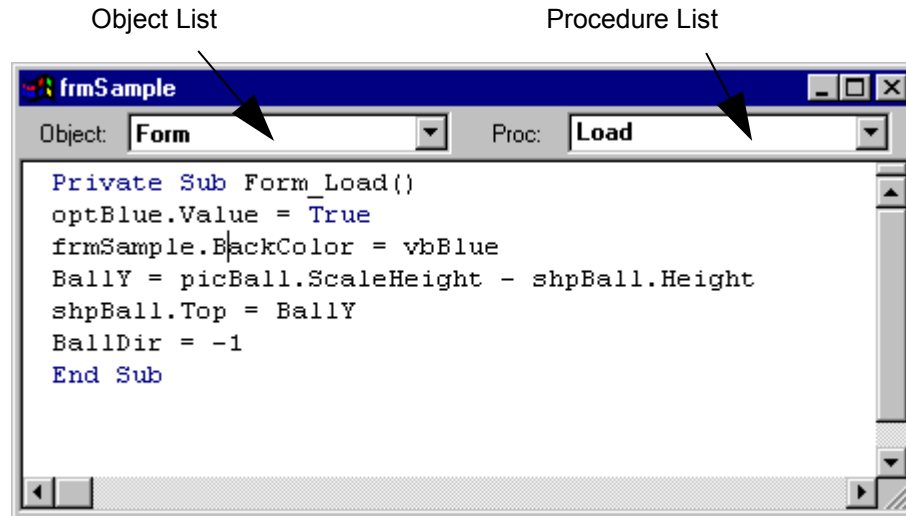 Object List Procedure List
frmSample
Object: Form Proc: Load
Private Sub Form_Load()
optBlue.Value = True
frmSample.BackColor = vbBlue
BallY = picBall.ScaleHeight - shpBall.Height
shpBall.Top = BallY
BallDir = -1
End Sub